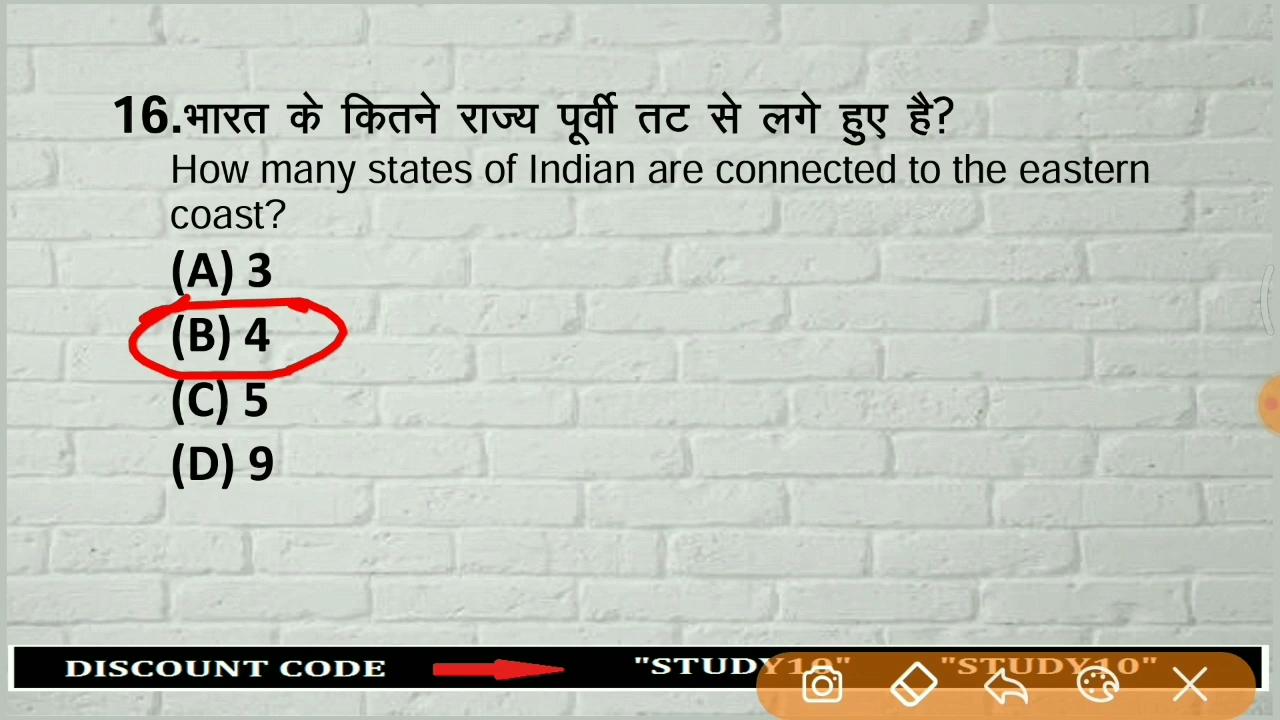 16.भारत के कितने राज्य पूर्वी तट से लगे हुए है?
How many states of Indian are connected to the eastern
coast?
(A) 3
(B) 4
(C) 5
(D) 9
DISCOUNT CODE "STUDY10" "STUDY10"